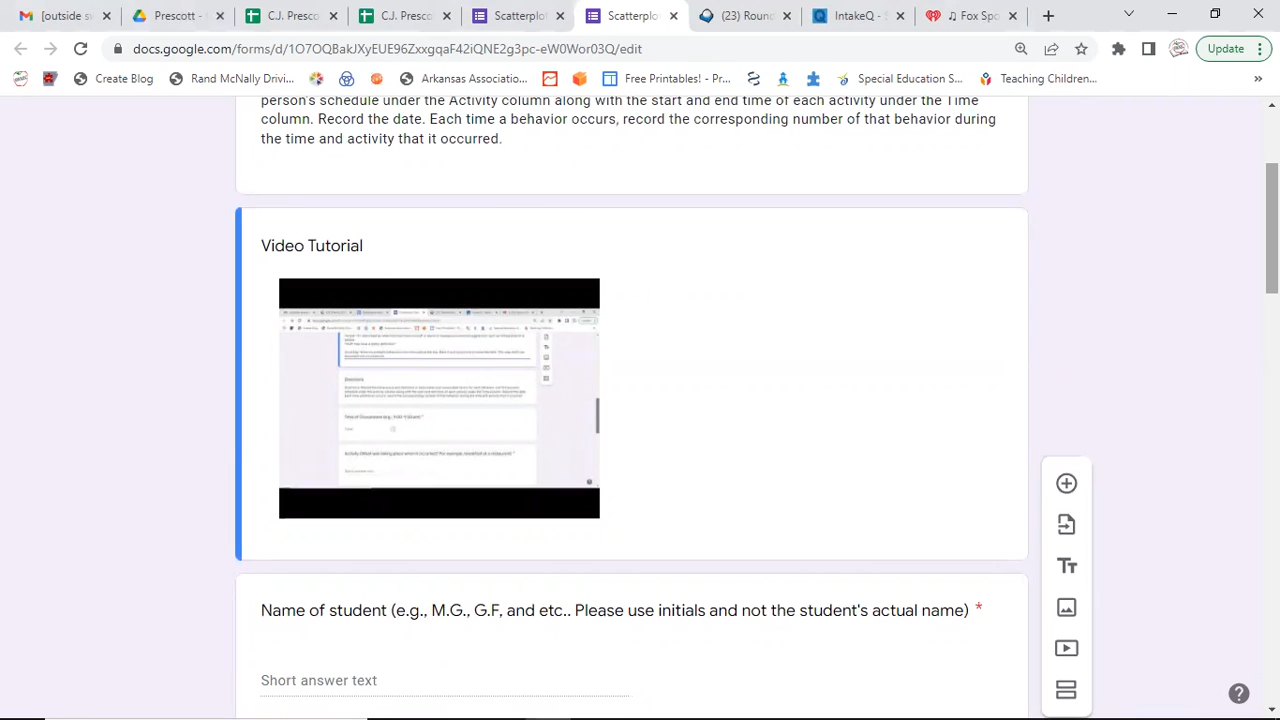 [outside s
Prescott -
C.J. Presc
C.J. Presco
Scatterplo
Scatterplo
(23) Roun
IntakeQ - S
Fox Spo
docs.google.com/forms/d/1O7OQBakJXyEUE96ZxxgqaF42iQNE2g3pc-eW0Wor03Q/edit
Update
Create Blog
Rand McNally Drivi...
Arkansas Associatio...
Free Printables! - Pr...
Special Education S...
Teaching Children...
person's schedule under the Activity column along with the start and end time of each activity under the Time
column. Record the date. Each time a behavior occurs, record the corresponding number of that behavior during
the time and activity that it occurred.
Video Tutorial
Name of student (e.g., M.G., G.F, and etc.. Please use initials and not the student's actual name) *
Short answer text